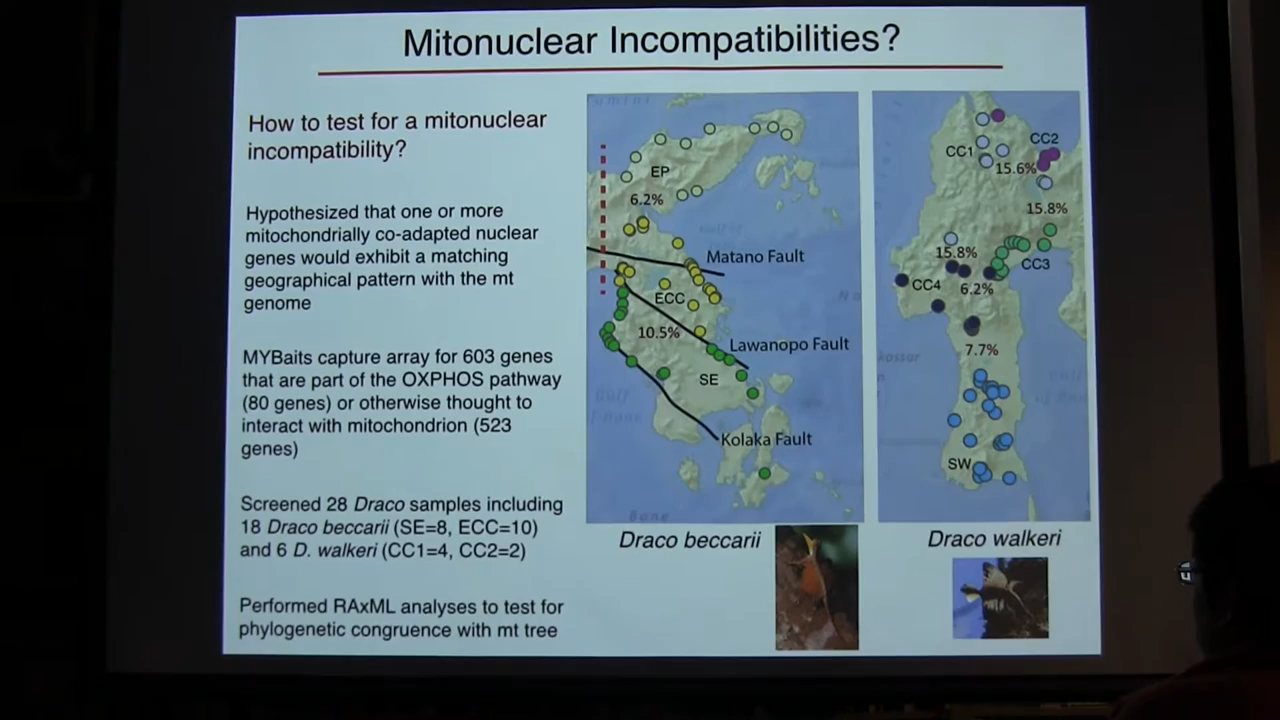 Mitonuclear Incompatibilities?
How to test for a mitonuclear
incompatibility?
Hypothesized that one or more
mitochondrially co-adapted nuclear
genes would exhibit a matching
geographical pattern with the mt
genome
MYBaits capture array for 603 genes
that are part of the OXPHOS pathway
(80 genes) or otherwise thought to
interact with mitochondrion (523
genes)
Screened 28 Draco samples including
18 Draco beccarii (SE=8, ECC=10)
and 6 D. walkeri (CC1=4, CC2=2)
Performed RAxML analyses to test for
phylogenetic congruence with mt tree
EP
6.2%
Matano Fault
ECC
10.5%
Lawanopo Fault
SE
Kolaka Fault
Bone
Draco beccarii
CC2
CC1
15.6%
15.8%
15.8%
CC3
CC4
6.2%
7.7%
SW
Draco walkeri